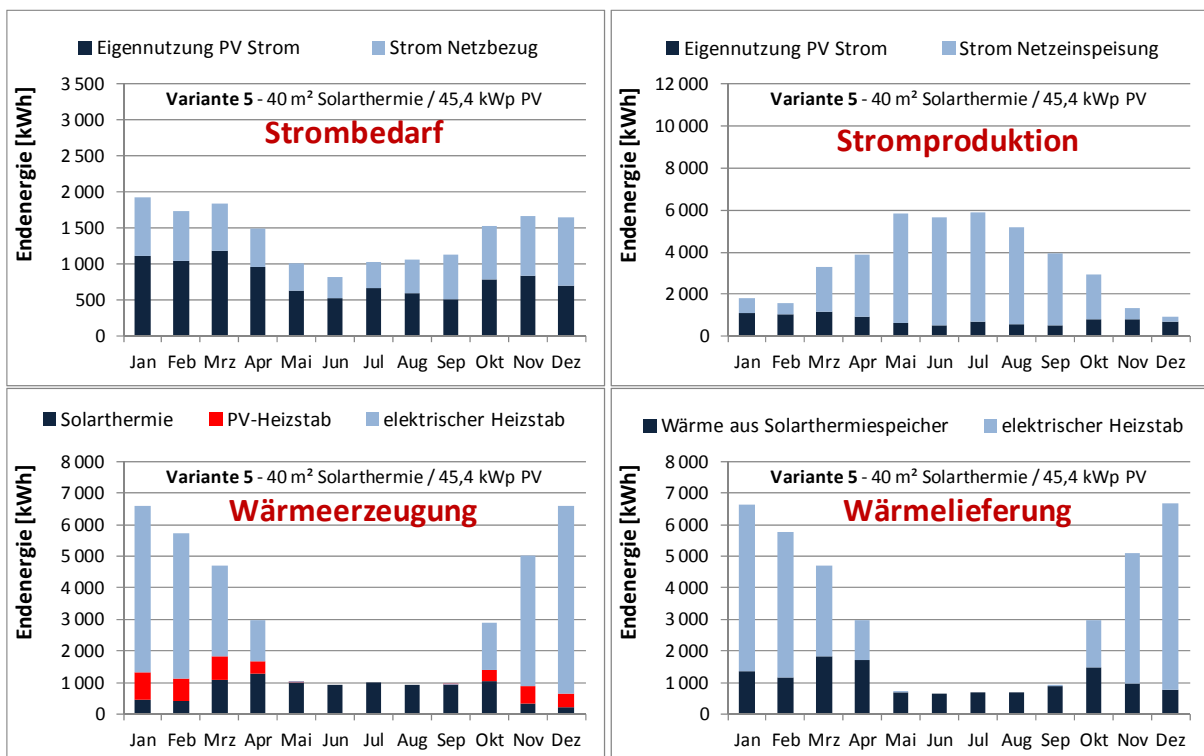 Eigennutzung PV Strom Strom Netzbezug
Endenergie [kWh]
Variante 5 - 40 m² Solarthermie / 45,4 kWp PV
Strombedarf
3 500
3 000
2 500
2 000
1 500
1 000
500
0
Jan Feb Mrz Apr Mai Jun Jul Aug Sep Okt Nov Dez
Eigennutzung PV Strom Strom Netzeinspeisung
Endenergie [kWh]
Variante 5 - 40 m² Solarthermie / 45,4 kWp PV
Stromproduktion
12 000
10 000
8 000
6 000
4 000
2 000
0
Jan Feb Mrz Apr Mai Jun Jul Aug Sep Okt Nov Dez
Solarthermie PV-Heizstab elektrischer Heizstab
Endenergie [kWh]
Variante 5 - 40 m² Solarthermie / 45,4 kWp PV
Wärmeerzeugung
8 000
7 000
6 000
5 000
4 000
3 000
2 000
1 000
0
Jan Feb Mrz Apr Mai Jun Jul Aug Sep Okt Nov Dez
Wärme aus Solarthermiespeicher elektrischer Heizstab
Endenergie [kWh]
Variante 5 - 40 m² Solarthermie / 45,4 kWp PV
Wärmelieferung
8 000
7 000
6 000
5 000
4 000
3 000
2 000
1 000
0
Jan Feb Mrz Apr Mai Jun Jul Aug Sep Okt Nov Dez